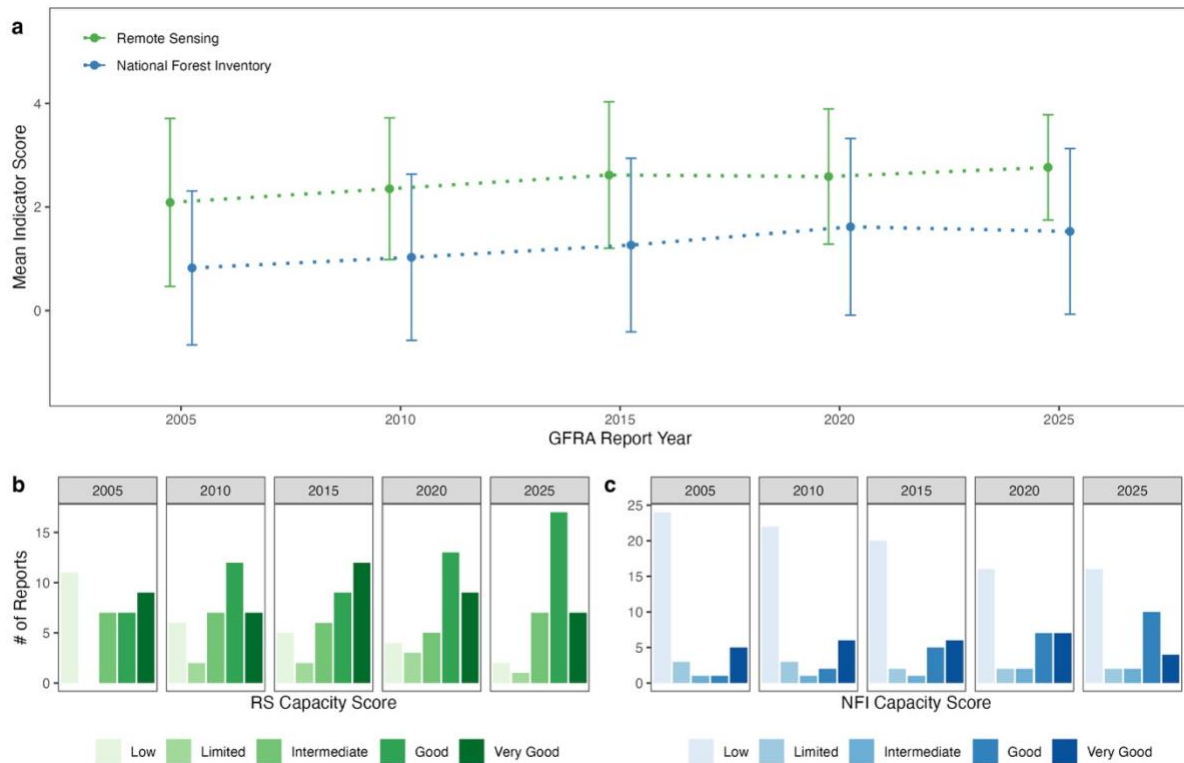 a
Remote Sensing
National Forest Inventory
Mean Indicator Score
4
2
0
2005 2010 2015 2020 2025
GFRA Report Year
b
2005 2010 2015 2020 2025
# of Reports
15
10
5
0
RS Capacity Score
Low Limited Intermediate Good Very Good
c
2005 2010 2015 2020 2025
25
20
15
10
5
0
NFI Capacity Score
Low Limited Intermediate Good Very Good